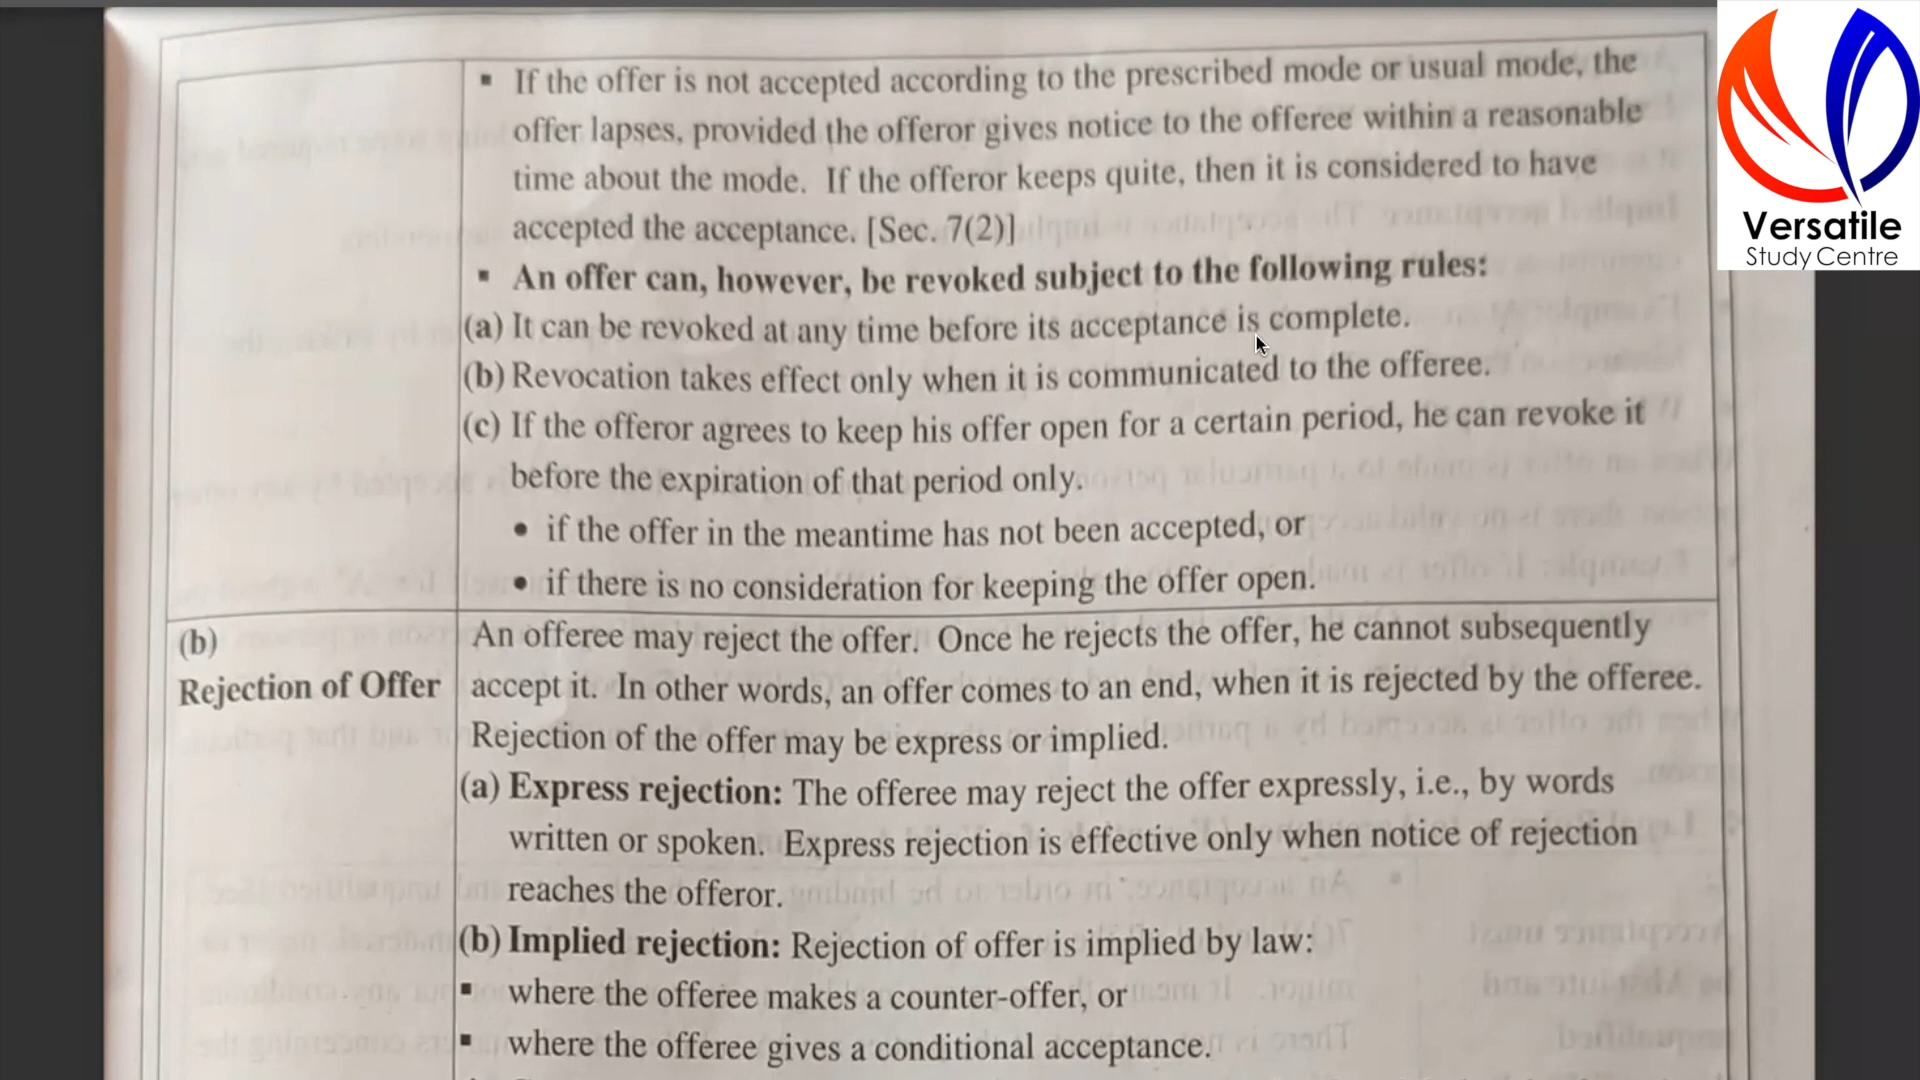 ▪ If the offer is not accepted according to the prescribed mode or usual mode, the
offer lapses, provided the offeror gives notice to the offeree within a reasonable
time about the mode. If the offeror keeps quite, then it is considered to have
accepted the acceptance. [Sec. 7(2)]
▪ An offer can, however, be revoked subject to the following rules:
(a) It can be revoked at any time before its acceptance is complete.
(b) Revocation takes effect only when it is communicated to the offeree.
(c) If the offeror agrees to keep his offer open for a certain period, he can revoke it
before the expiration of that period only.
• if the offer in the meantime has not been accepted, or
• if there is no consideration for keeping the offer open.
(b)
Rejection of Offer
An offeree may reject the offer. Once he rejects the offer, he cannot subsequently
accept it. In other words, an offer comes to an end, when it is rejected by the offeree.
Rejection of the offer may be express or implied.
(a) Express rejection: The offeree may reject the offer expressly, i.e., by words
written or spoken. Express rejection is effective only when notice of rejection
reaches the offeror.
(b) Implied rejection: Rejection of offer is implied by law:
▪ where the offeree makes a counter-offer, or
▪ where the offeree gives a conditional acceptance.
Versatile
Study Centre